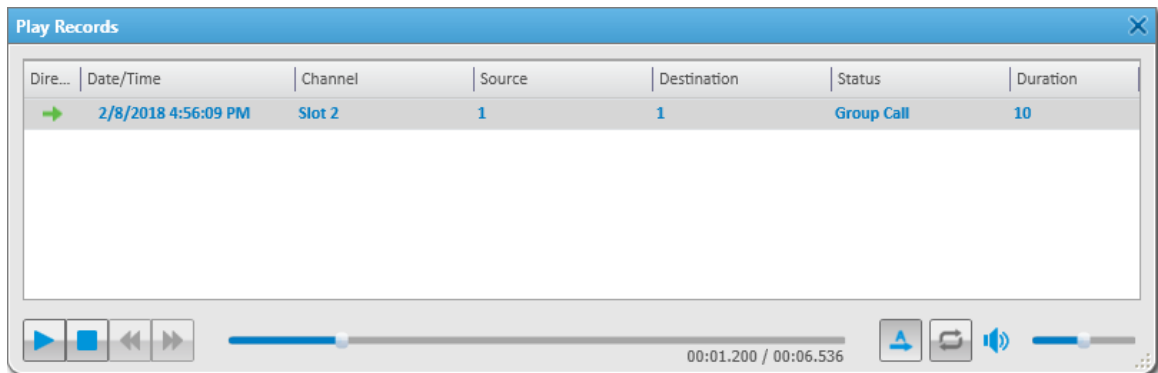 Play Records
Dire... Date/Time Channel Source Destination Status Duration
2/8/2018 4:56:09 PM Slot 2 1 1 Group Call 10
00:01.200 / 00:06.536
A